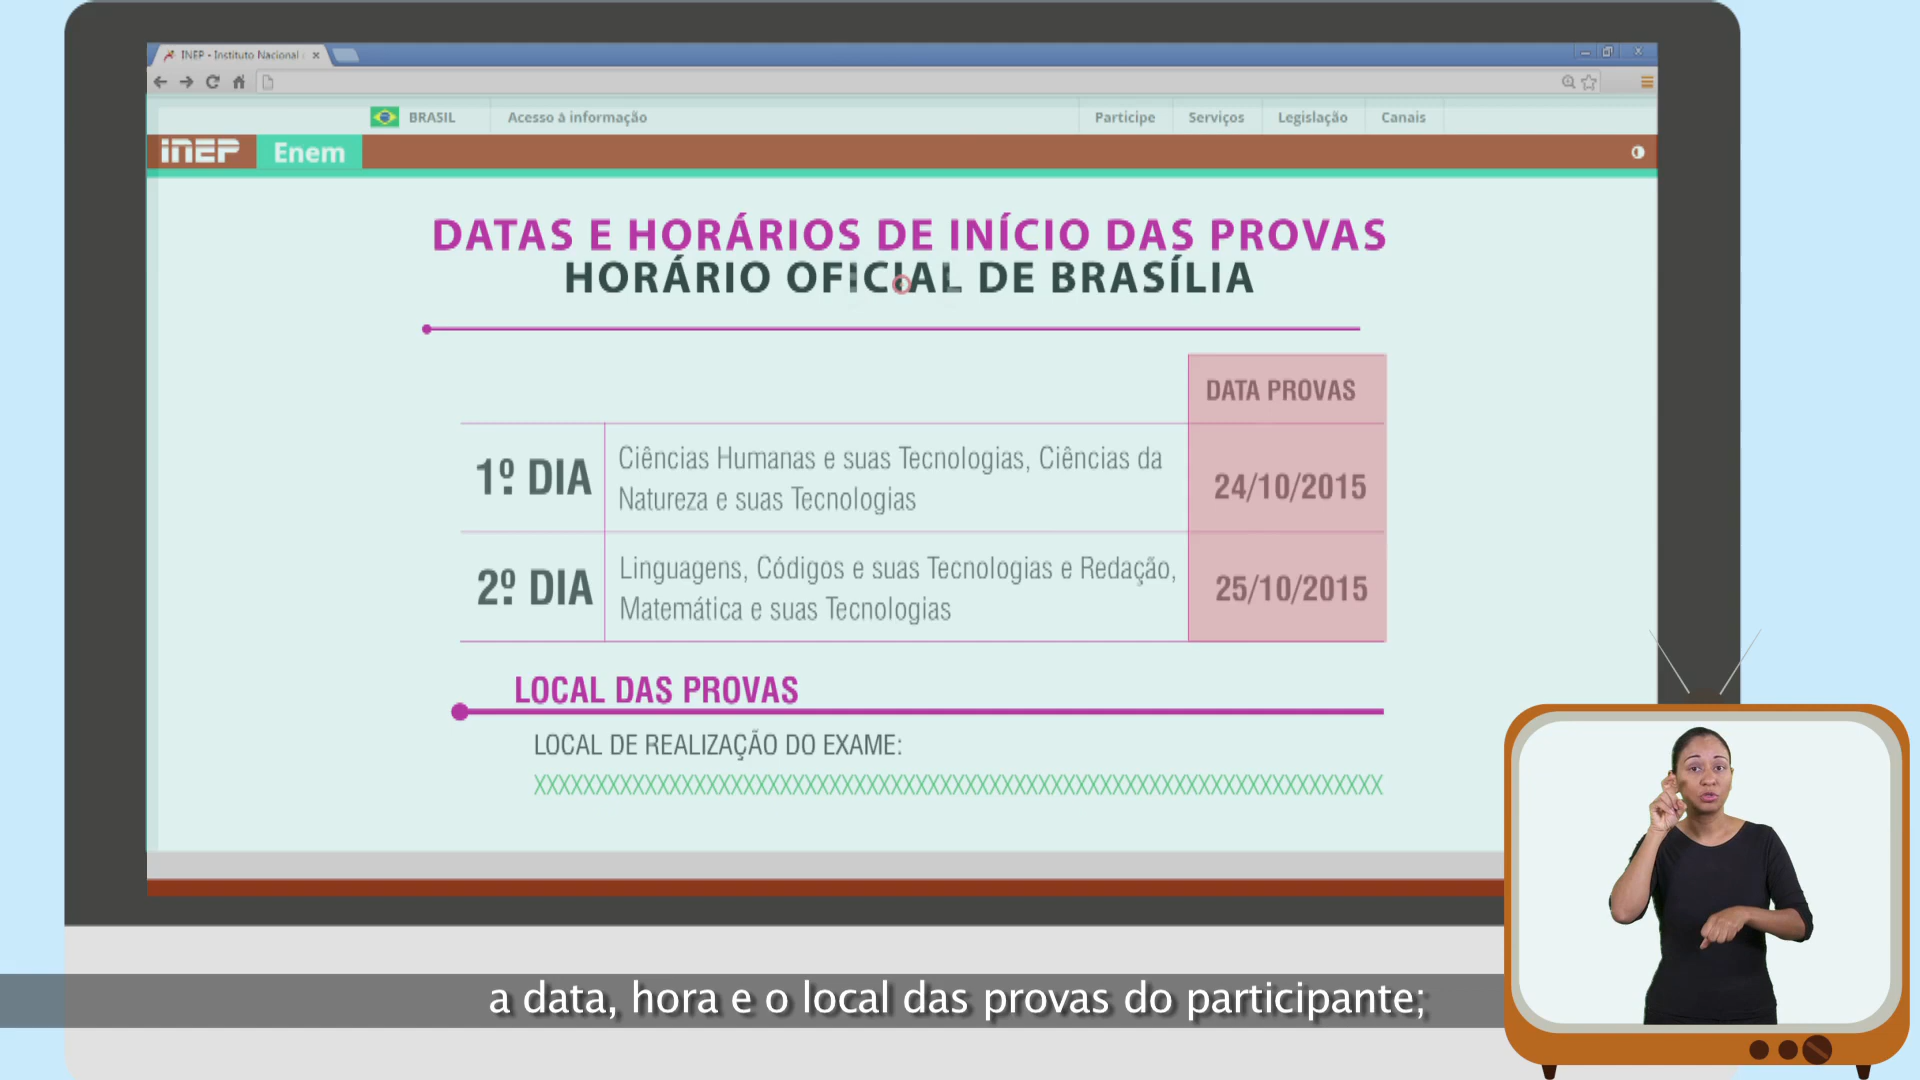 INEP - Instituto Nacional
BRASIL
Acesso à informação
Participe
Serviços
Legislação
Canais
INEP
Enem
DATAS E HORÁRIOS DE INÍCIO DAS PROVAS
HORÁRIO OFICIAL DE BRASÍLIA
DATA PROVAS
1º DIA
Ciências Humanas e suas Tecnologias, Ciências da
Natureza e suas Tecnologias
24/10/2015
2º DIA
Linguagens, Códigos e suas Tecnologias e Redação,
Matemática e suas Tecnologias
25/10/2015
LOCAL DAS PROVAS
LOCAL DE REALIZAÇÃO DO EXAME:
XXXXXXXXXXXXXXXXXXXXXXXXXXXXXXXXXXXXXXXXXXXXXXXXXXXXXXXXXXXXXXXXXXXXX
a data, hora e o local das provas do participante;